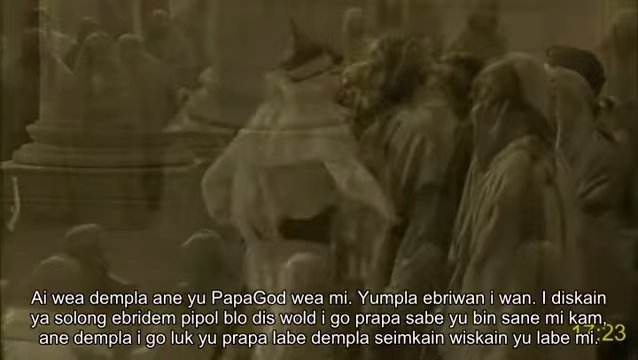 Ai wea dempla ane yu PapaGod wea mi. Yumpla ebriwan i wan. I diskain
ya solong ebridem pipol blo dis wold i go prapa sabe yu bin sane mi kam,
ane dempla i go luk yu prapa labe dempla seimkain wiskain yu labe mi.
17:23